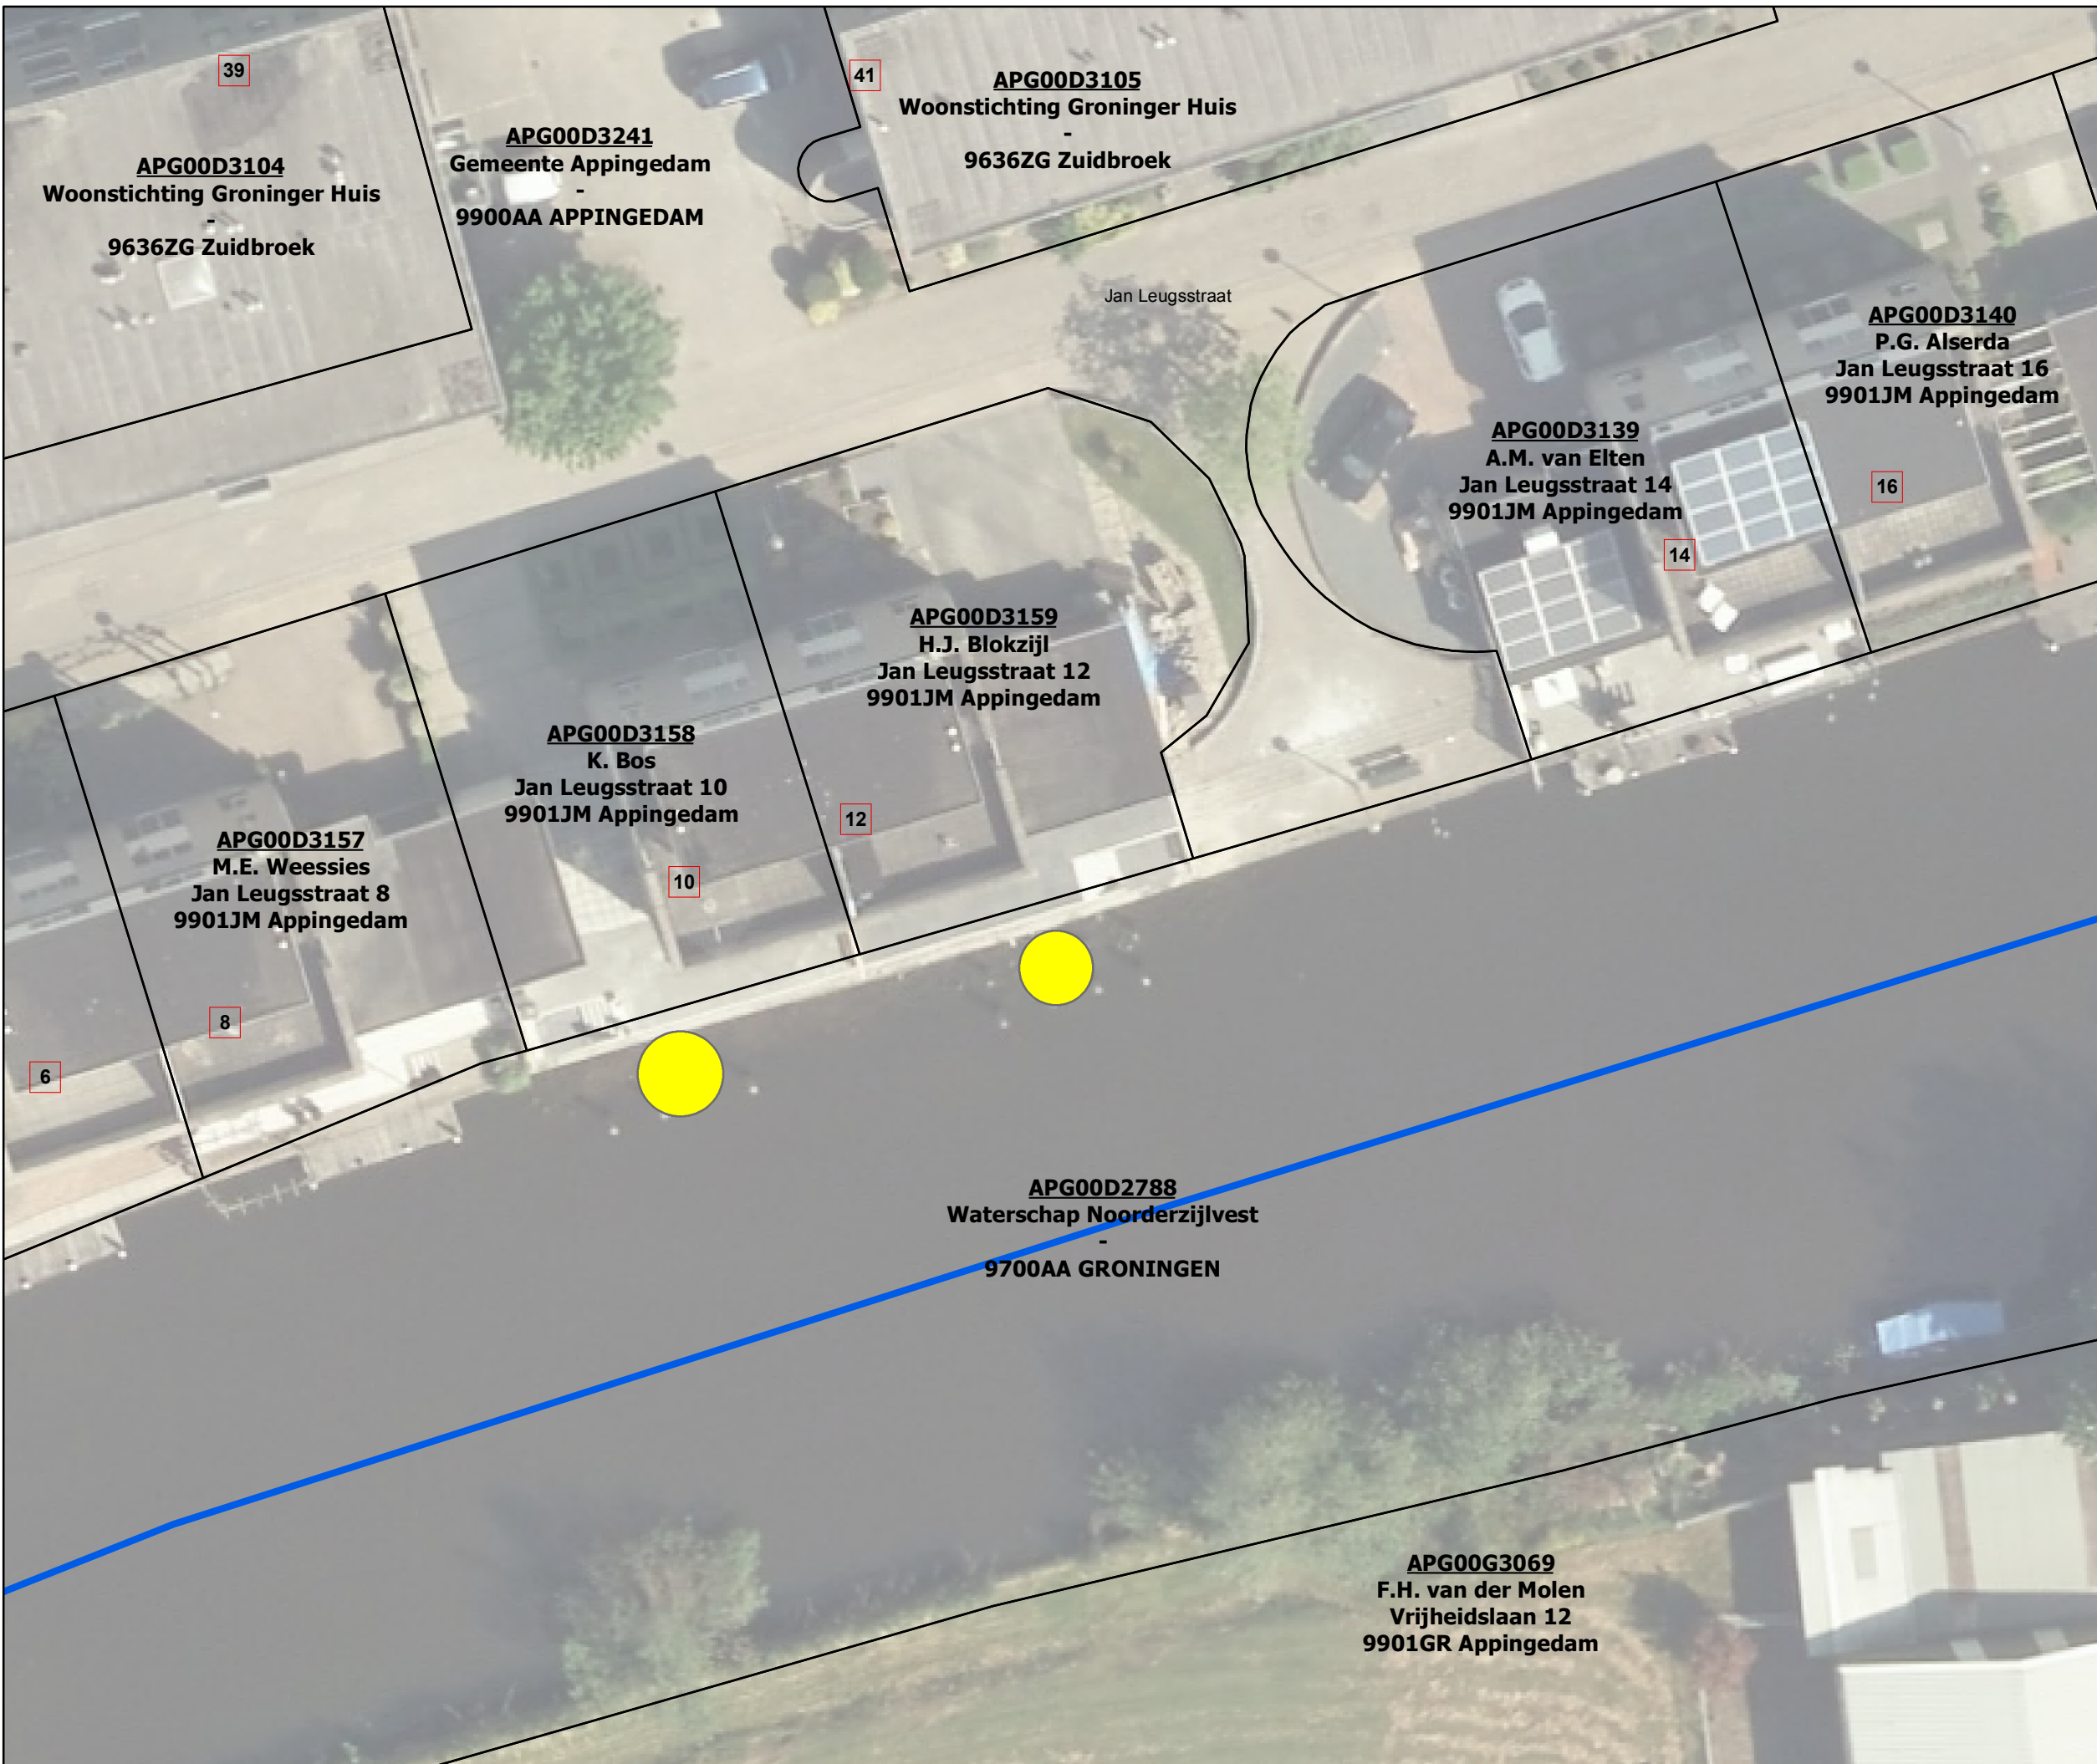 39
41
APG00D3105
Woonstichting Groninger Huis
-
9636ZG Zuidbroek
APG00D3241
Gemeente Appingedam
-
9900AA APPINGEDAM
APG00D3104
Woonstichting Groninger Huis
-
9636ZG Zuidbroek
Jan Leugsstraat
APG00D3140
P.G. Alserda
Jan Leugsstraat 16
9901JM Appingedam
16
APG00D3139
A.M. van Elten
Jan Leugsstraat 14
9901JM Appingedam
14
APG00D3159
H.J. Blokzijl
Jan Leugsstraat 12
9901JM Appingedam
12
APG00D3158
K. Bos
Jan Leugsstraat 10
9901JM Appingedam
10
APG00D3157
M.E. Weessies
Jan Leugsstraat 8
9901JM Appingedam
8
6
APG00D2788
Waterschap Noorderzijlvest
-
9700AA GRONINGEN
APG00G3069
F.H. van der Molen
Vrijheidslaan 12
9901GR Appingedam